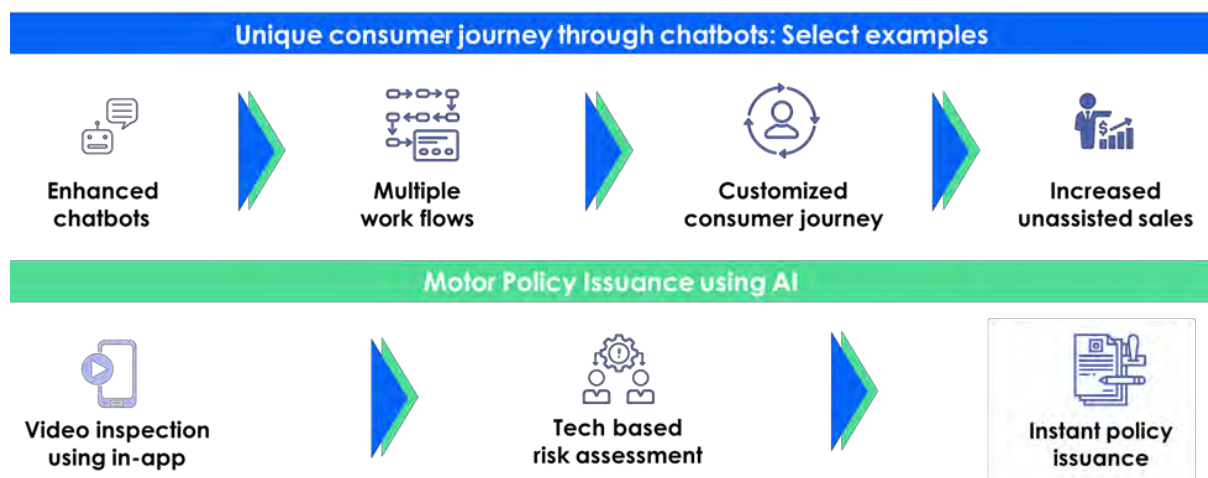 Unique consumer journey through chatbots: Select examples
Enhanced
chatbots
Multiple
work flows
Customized
consumer journey
Increased
unassisted sales
Motor Policy Issuance using AI
Video inspection
using in-app
Tech based
risk assessment
Instant policy
issuance